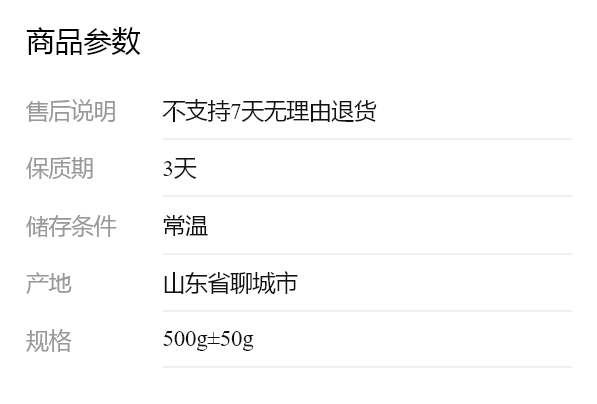 商品参数
售后说明 不支持7天无理由退货
保质期 3天
储存条件 常温
产地 山东省聊城市
规格 500g±50g